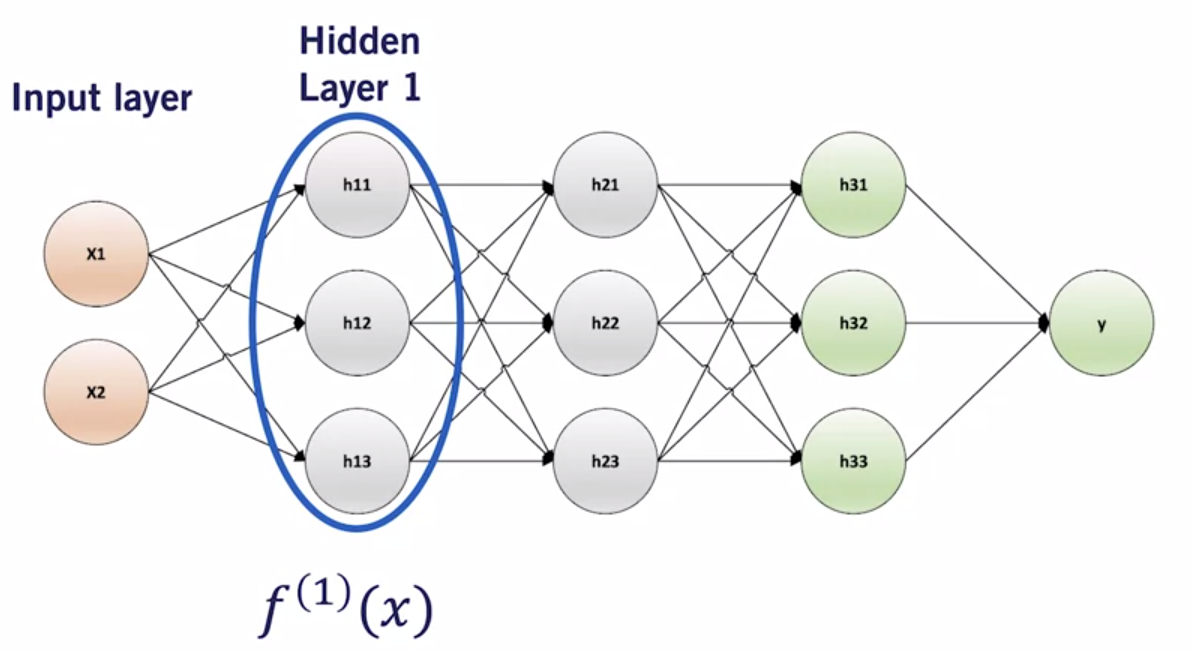 Hidden
Layer 1
Input layer
h11
h21
h31
X1
h12
h22
h32
y
X2
h13
h23
h33
f⁽¹⁾(x)